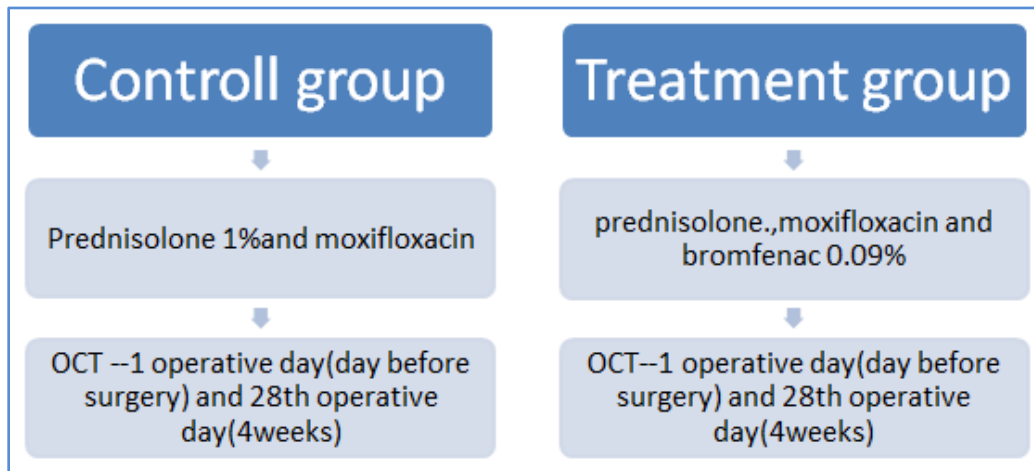 Controll group
Prednisolone 1%and moxifloxacin
OCT --1 operative day(day before
surgery) and 28th operative
day(4weeks)
Treatment group
prednisolone.,moxifloxacin and
bromfenac 0.09%
OCT--1 operative day(day before
surgery) and 28th operative
day(4weeks)